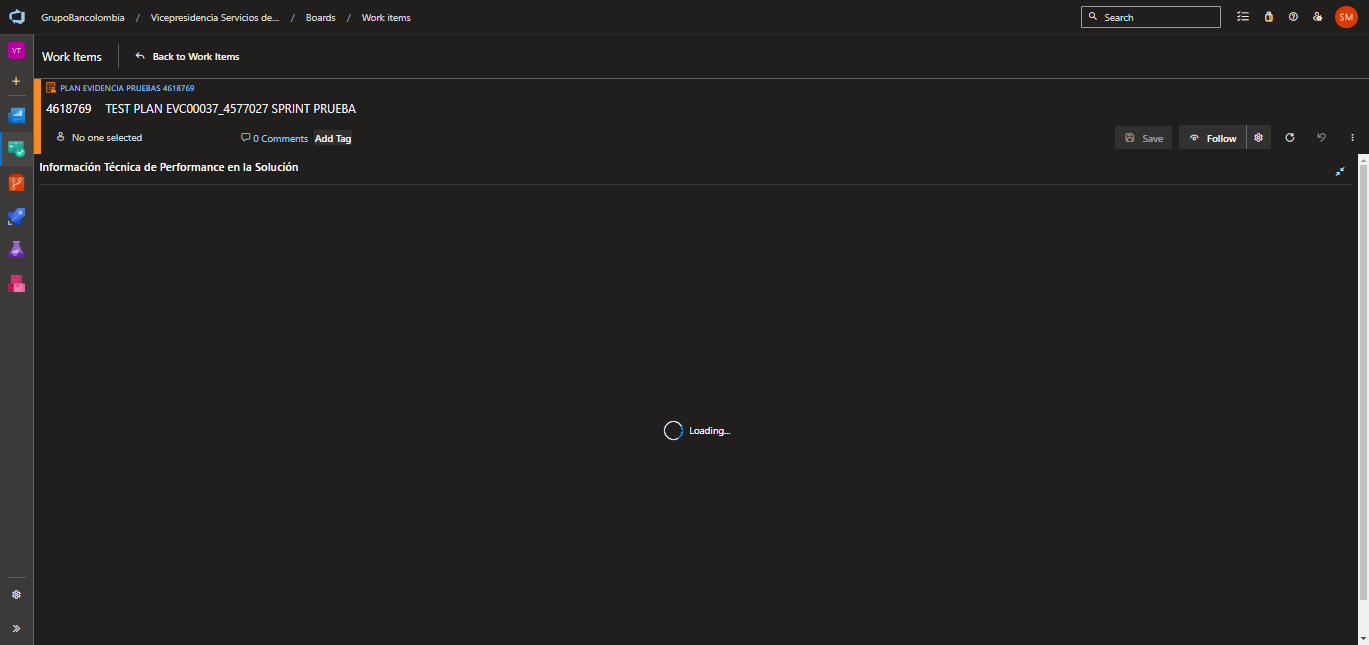 GrupoBancolombia / Vicepresidencia Servicios de... / Boards / Work items
Search
SM
VT
Work Items
Back to Work Items
PLAN EVIDENCIA PRUEBAS 4618769
4618769 TEST PLAN EVC00037_4577027 SPRINT PRUEBA
No one selected
0 Comments
Add Tag
Save
Follow
Información Técnica de Performance en la Solución
Loading...